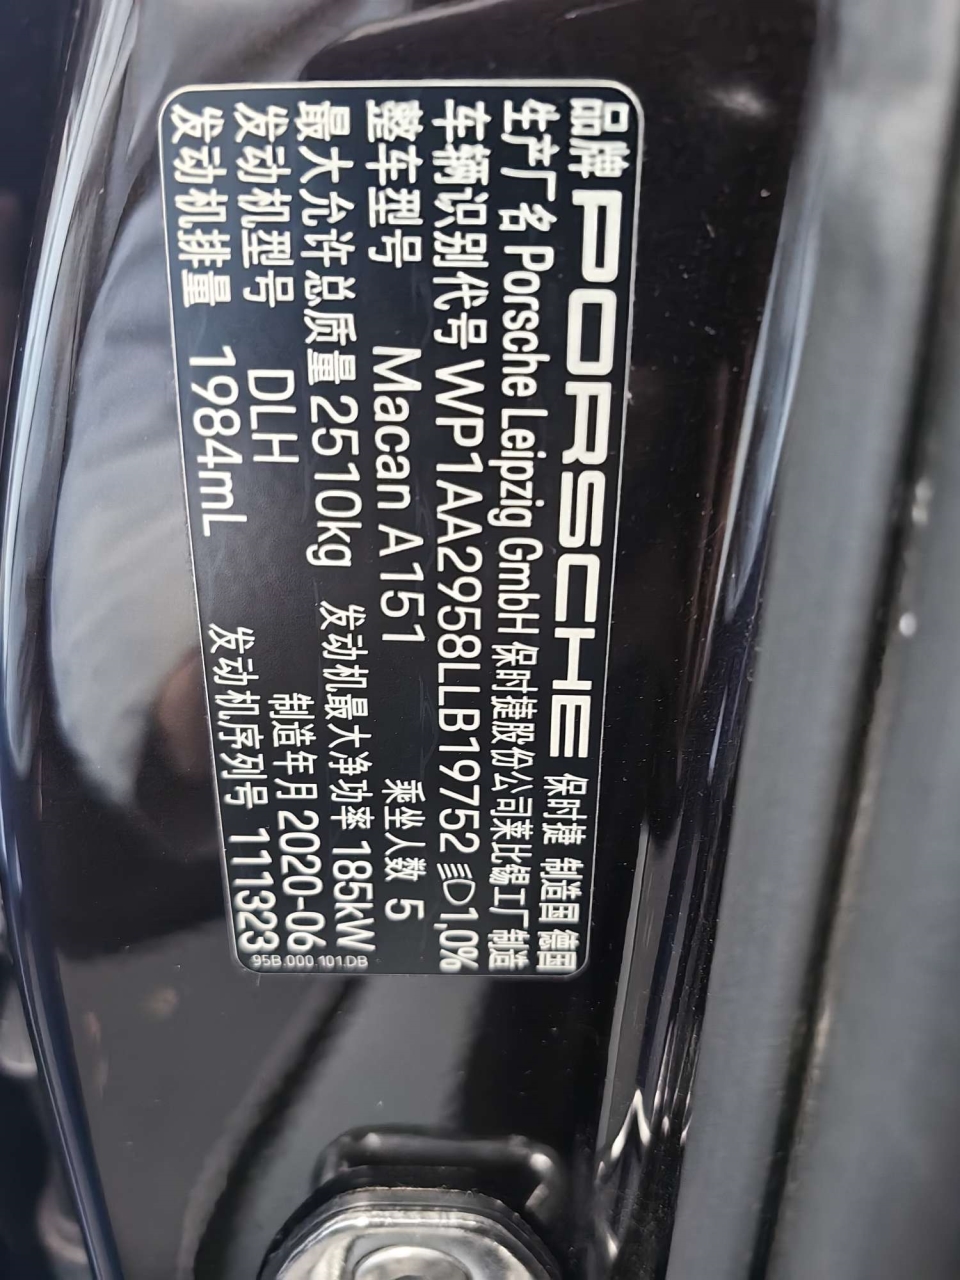 品牌 PORSCHE 保时捷 制造国 德国
生产厂名 Porsche Leipzig GmbH 保时捷股份公司莱比锡工厂制造
车辆识别代号 WP1AA2958LLB19752 1,0%
整车型号 Macan A151 乘坐人数 5
最大允许总质量 2510kg 发动机最大净功率 185kW
发动机型号 DLH 制造年月 2020-06
发动机排量 1984mL 发动机序列号 111323
95B.000.101.DB